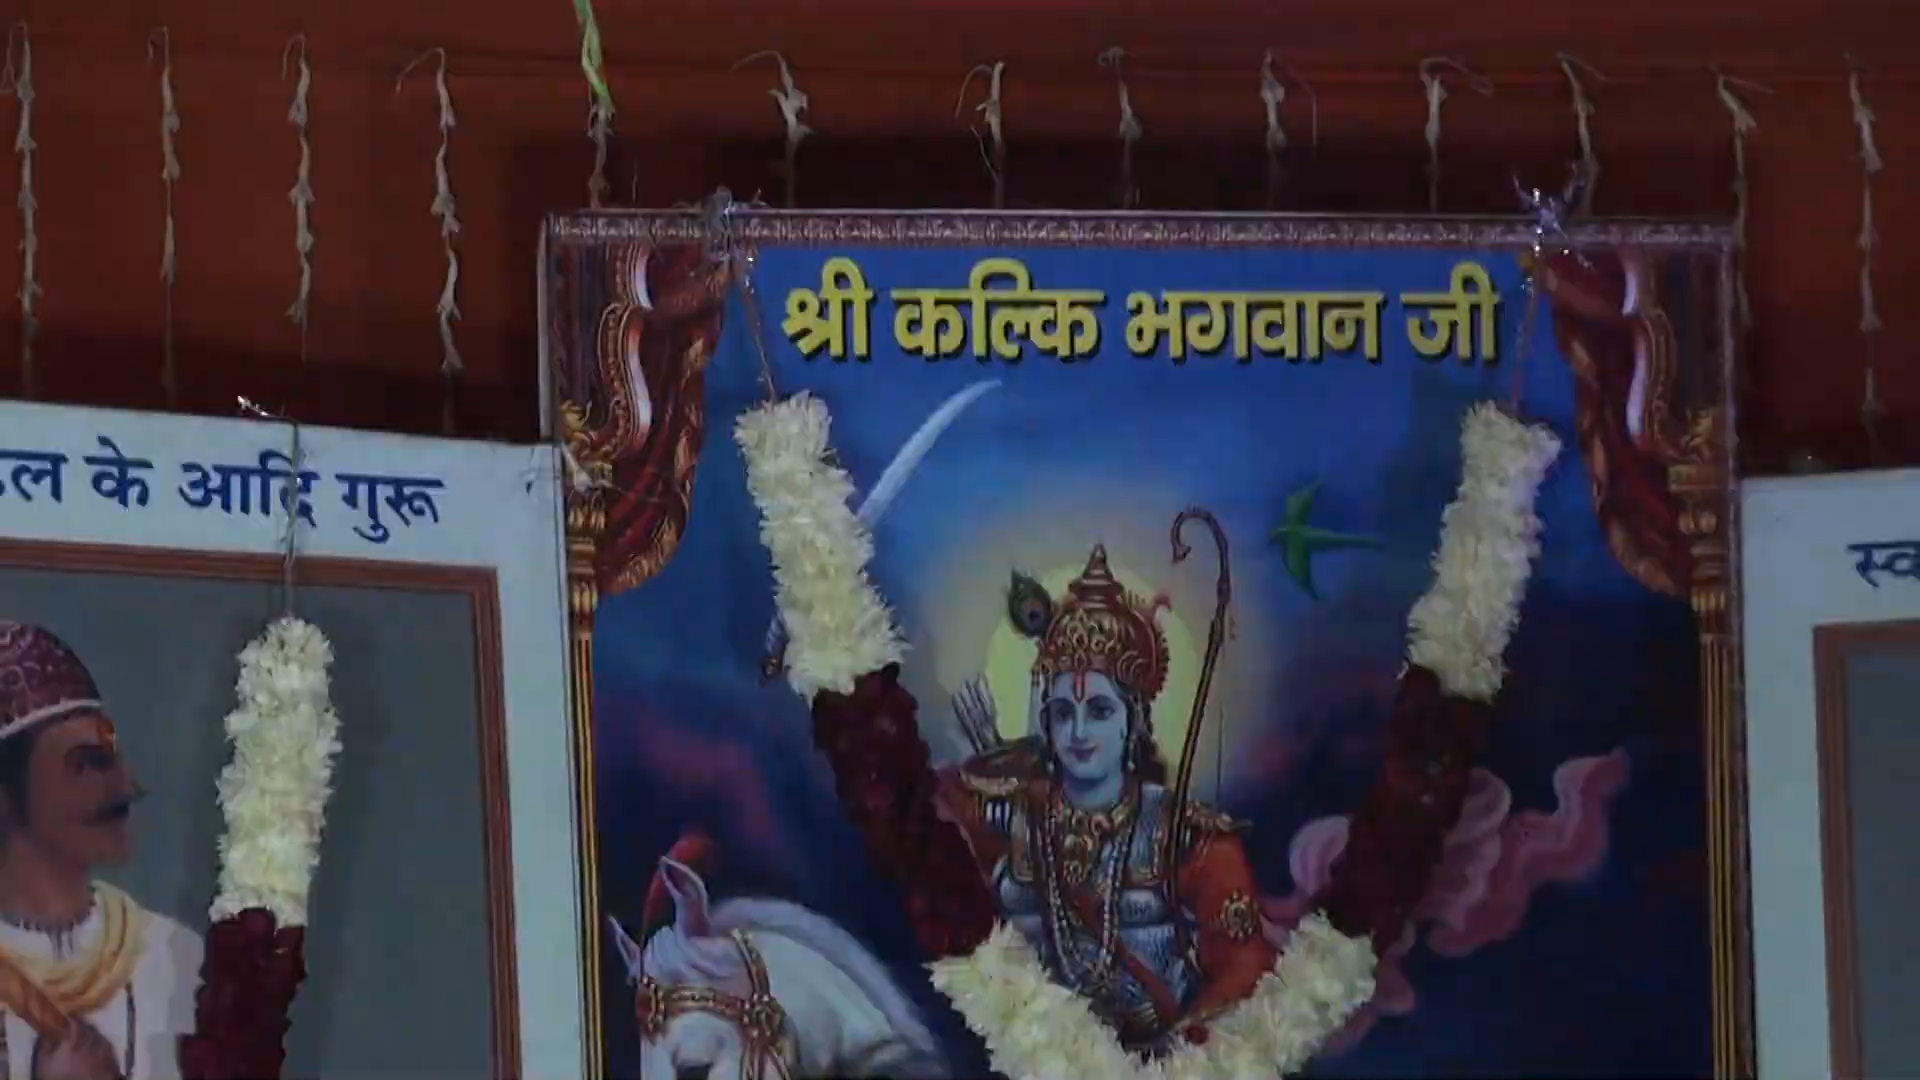 श्री कल्कि भगवान जी
के आदि गुरू